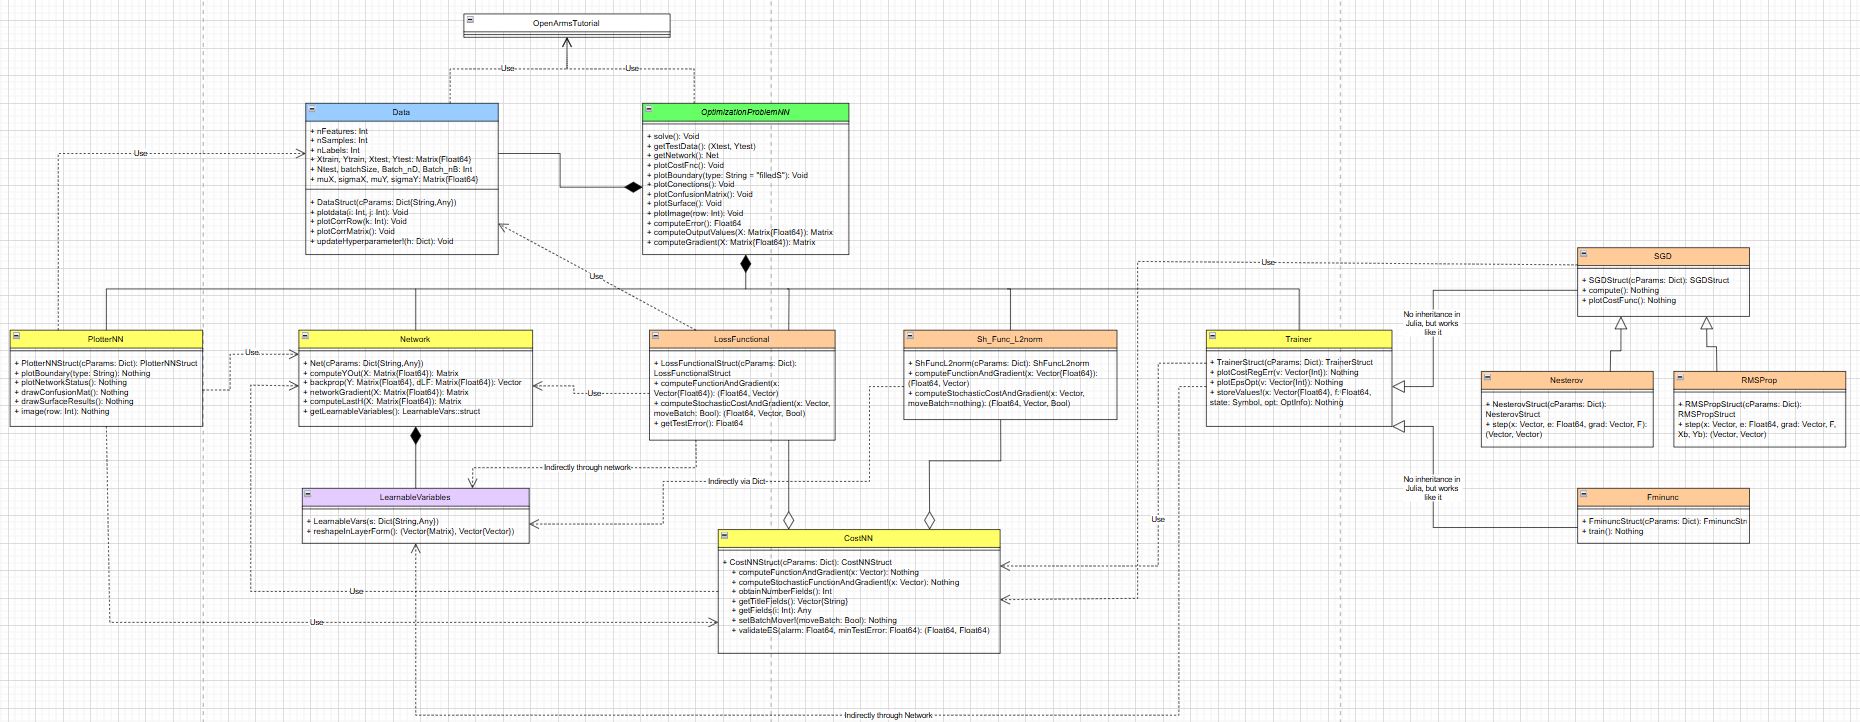 OpenArmsTutorial
Use
Use
Data
+ nFeatures: Int
+ nSamples: Int
+ nLabels: Int
+ Xtrain, Ytrain, Xtest, Ytest: Matrix{Float64}
+ Ntest, batchSize, Batch_nD, Batch_nB: Int
+ muX, sigmaX, muY, sigmaY: Matrix{Float64}
+ DataStruct(cParams: Dict{String,Any})
+ plotdata(i: Int, j: Int): Void
+ plotCorrRow(k: Int): Void
+ plotCorrMatrix(): Void
+ updateHyperparameter!(h: Dict): Void
OptimizationProblemNN
+ solve(): Void
+ getTestData(): (Xtest, Ytest)
+ getNetwork(): Net
+ plotCostFnc(): Void
+ plotBoundary(type: String = "filledS"): Void
+ plotConections(): Void
+ plotConfusionMatrix(): Void
+ plotSurface(): Void
+ plotImage(row: Int): Void
+ computeError(): Float64
+ computeOutputValues(X: Matrix{Float64}): Matrix
+ computeGradient(X: Matrix{Float64}): Matrix
Use
Use
Use
SGD
+ SGDStruct(cParams: Dict): SGDStruct
+ compute(): Nothing
+ plotCostFunc(): Nothing
No inheritance in
Julia, but works
like it
PlotterNN
+ PlotterNNStruct(cParams: Dict): PlotterNNStruct
+ plotBoundary(type: String): Nothing
+ plotNetworkStatus(): Nothing
+ drawConfusionMat(): Nothing
+ drawSurfaceResults(): Nothing
+ image(row: Int): Nothing
Use
Network
+ Net(cParams: Dict{String,Any})
+ computeYOut(X: Matrix{Float64}): Matrix
+ backprop(Y: Matrix{Float64}, dLF: Matrix{Float64}): Vector
+ networkGradient(X: Matrix{Float64}): Matrix
+ computeLastH(X: Matrix{Float64}): Matrix
+ getLearnableVariables(): LearnableVars::struct
Use
LossFunctional
+ LossFunctionalStruct(cParams: Dict):
LossFunctionalStruct
+ computeFunctionAndGradient(x:
Vector{Float64}): (Float64, Vector)
+ computeStochasticCostAndGradient(x: Vector,
moveBatch: Bool): (Float64, Vector, Bool)
+ getTestError(): Float64
Sh_Func_L2norm
+ ShFuncL2norm(cParams: Dict): ShFuncL2norm
+ computeFunctionAndGradient(x: Vector{Float64}):
(Float64, Vector)
+ computeStochasticCostAndGradient(x: Vector,
moveBatch=nothing): (Float64, Vector, Bool)
Trainer
+ TrainerStruct(cParams: Dict): TrainerStruct
+ plotCostRegErr(v: Vector{Int}): Nothing
+ plotEpsOpt(v: Vector{Int}): Nothing
+ storeValues!(x: Vector{Float64}, f: Float64,
state: Symbol, opt: OptInfo): Nothing
Nesterov
+ NesterovStruct(cParams: Dict):
NesterovStruct
+ step(x: Vector, e: Float64, grad: Vector, F):
(Vector, Vector)
RMSProp
+ RMSPropStruct(cParams: Dict):
RMSPropStruct
+ step(x: Vector, e: Float64, grad: Vector, F,
Xb, Yb): (Vector, Vector)
Indirectly through network
Indirectly via Dict
No inheritance in
Julia, but works
like it
LearnableVariables
+ LearnableVars(s: Dict{String,Any})
+ reshapeInLayerForm(): (Vector{Matrix}, Vector{Vector})
Fminunc
+ FminuncStruct(cParams: Dict): FminuncStr
+ train(): Nothing
Use
CostNN
+ CostNNStruct(cParams: Dict): CostNNStruct
+ computeFunctionAndGradient(x: Vector): Nothing
+ computeStochasticFunctionAndGradient!(x: Vector): Nothing
+ obtainNumberFields(): Int
+ getTitleFields(): Vector{String}
+ getFields(i: Int): Any
+ setBatchMover!(moveBatch: Bool): Nothing
+ validateES(alarm: Float64, minTestError: Float64): (Float64, Float64)
Use
Use
Indirectly through Network